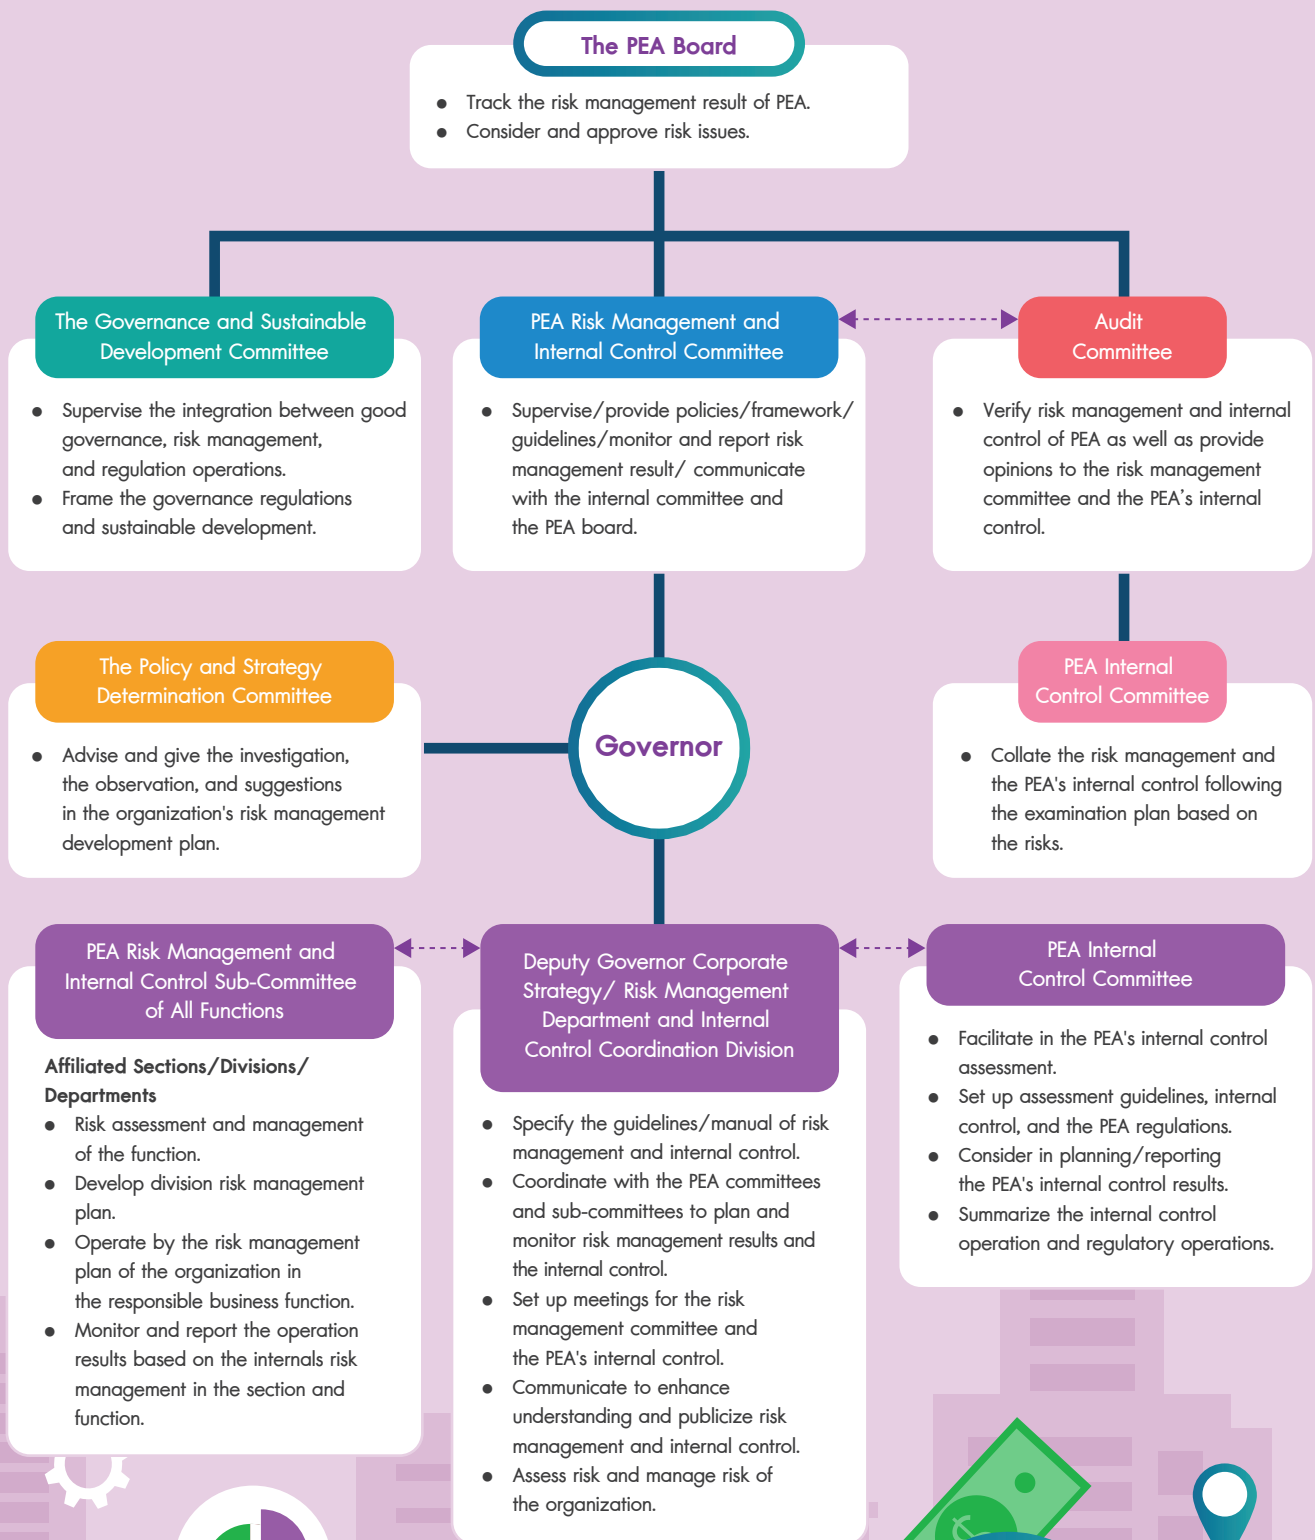 The PEA Board
● Track the risk management result of PEA.
● Consider and approve risk issues.
The Governance and Sustainable
Development Committee
● Supervise the integration between good
governance, risk management,
and regulation operations.
● Frame the governance regulations
and sustainable development.
PEA Risk Management and
Internal Control Committee
● Supervise/provide policies/framework/
guidelines/monitor and report risk
management result/ communicate
with the internal committee and
the PEA board.
Audit
Committee
● Verify risk management and internal
control of PEA as well as provide
opinions to the risk management
committee and the PEA's internal
control.
The Policy and Strategy
Determination Committee
● Advise and give the investigation,
the observation, and suggestions
in the organization's risk management
development plan.
Governor
PEA Internal
Control Committee
● Collate the risk management and
the PEA's internal control following
the examination plan based on
the risks.
PEA Risk Management and
Internal Control Sub-Committee
of All Functions
Affiliated Sections/Divisions/
Departments
● Risk assessment and management
of the function.
● Develop division risk management
plan.
● Operate by the risk management
plan of the organization in
the responsible business function.
● Monitor and report the operation
results based on the internals risk
management in the section and
function.
Deputy Governor Corporate
Strategy/ Risk Management
Department and Internal
Control Coordination Division
● Specify the guidelines/manual of risk
management and internal control.
● Coordinate with the PEA committees
and sub-committees to plan and
monitor risk management results and
the internal control.
● Set up meetings for the risk
management committee and
the PEA's internal control.
● Communicate to enhance
understanding and publicize risk
management and internal control.
● Assess risk and manage risk of
the organization.
PEA Internal
Control Committee
● Facilitate in the PEA's internal control
assessment.
● Set up assessment guidelines, internal
control, and the PEA regulations.
● Consider in planning/reporting
the PEA's internal control results.
● Summarize the internal control
operation and regulatory operations.